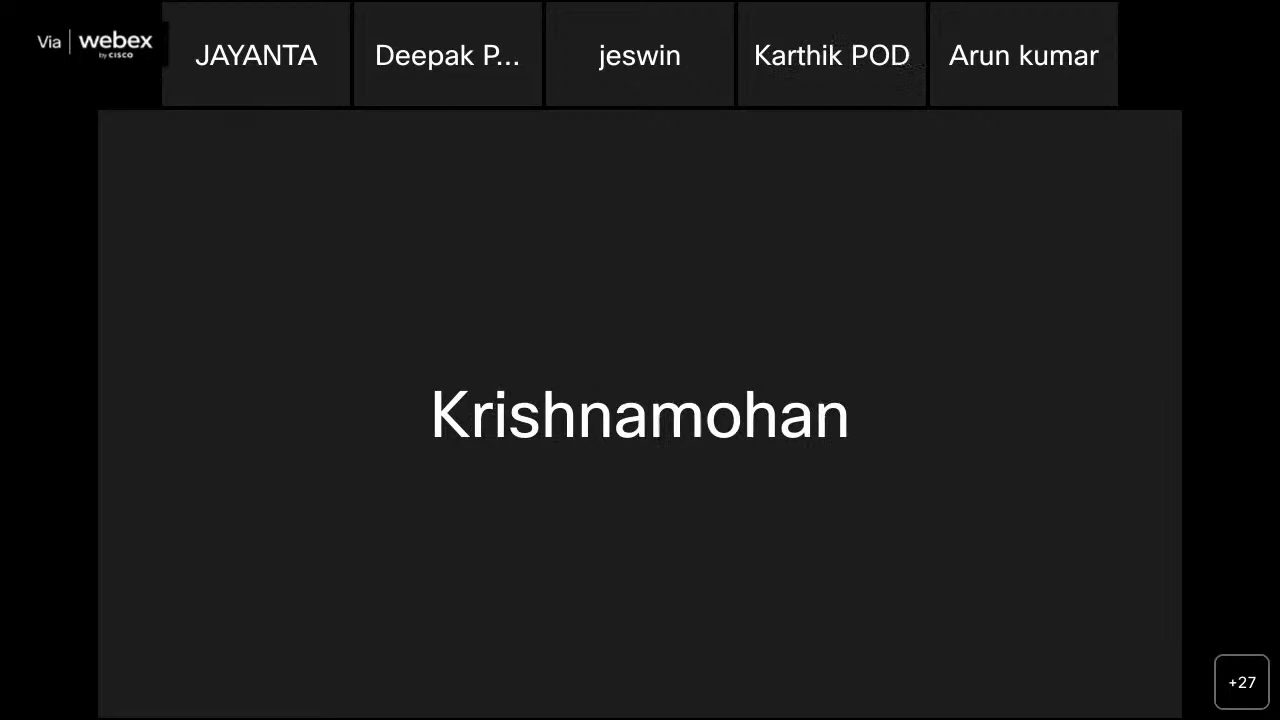 Via | webex
by CISCO
JAYANTA
Deepak P...
jeswin
Karthik POD
Arun kumar
Krishnamohan
+27